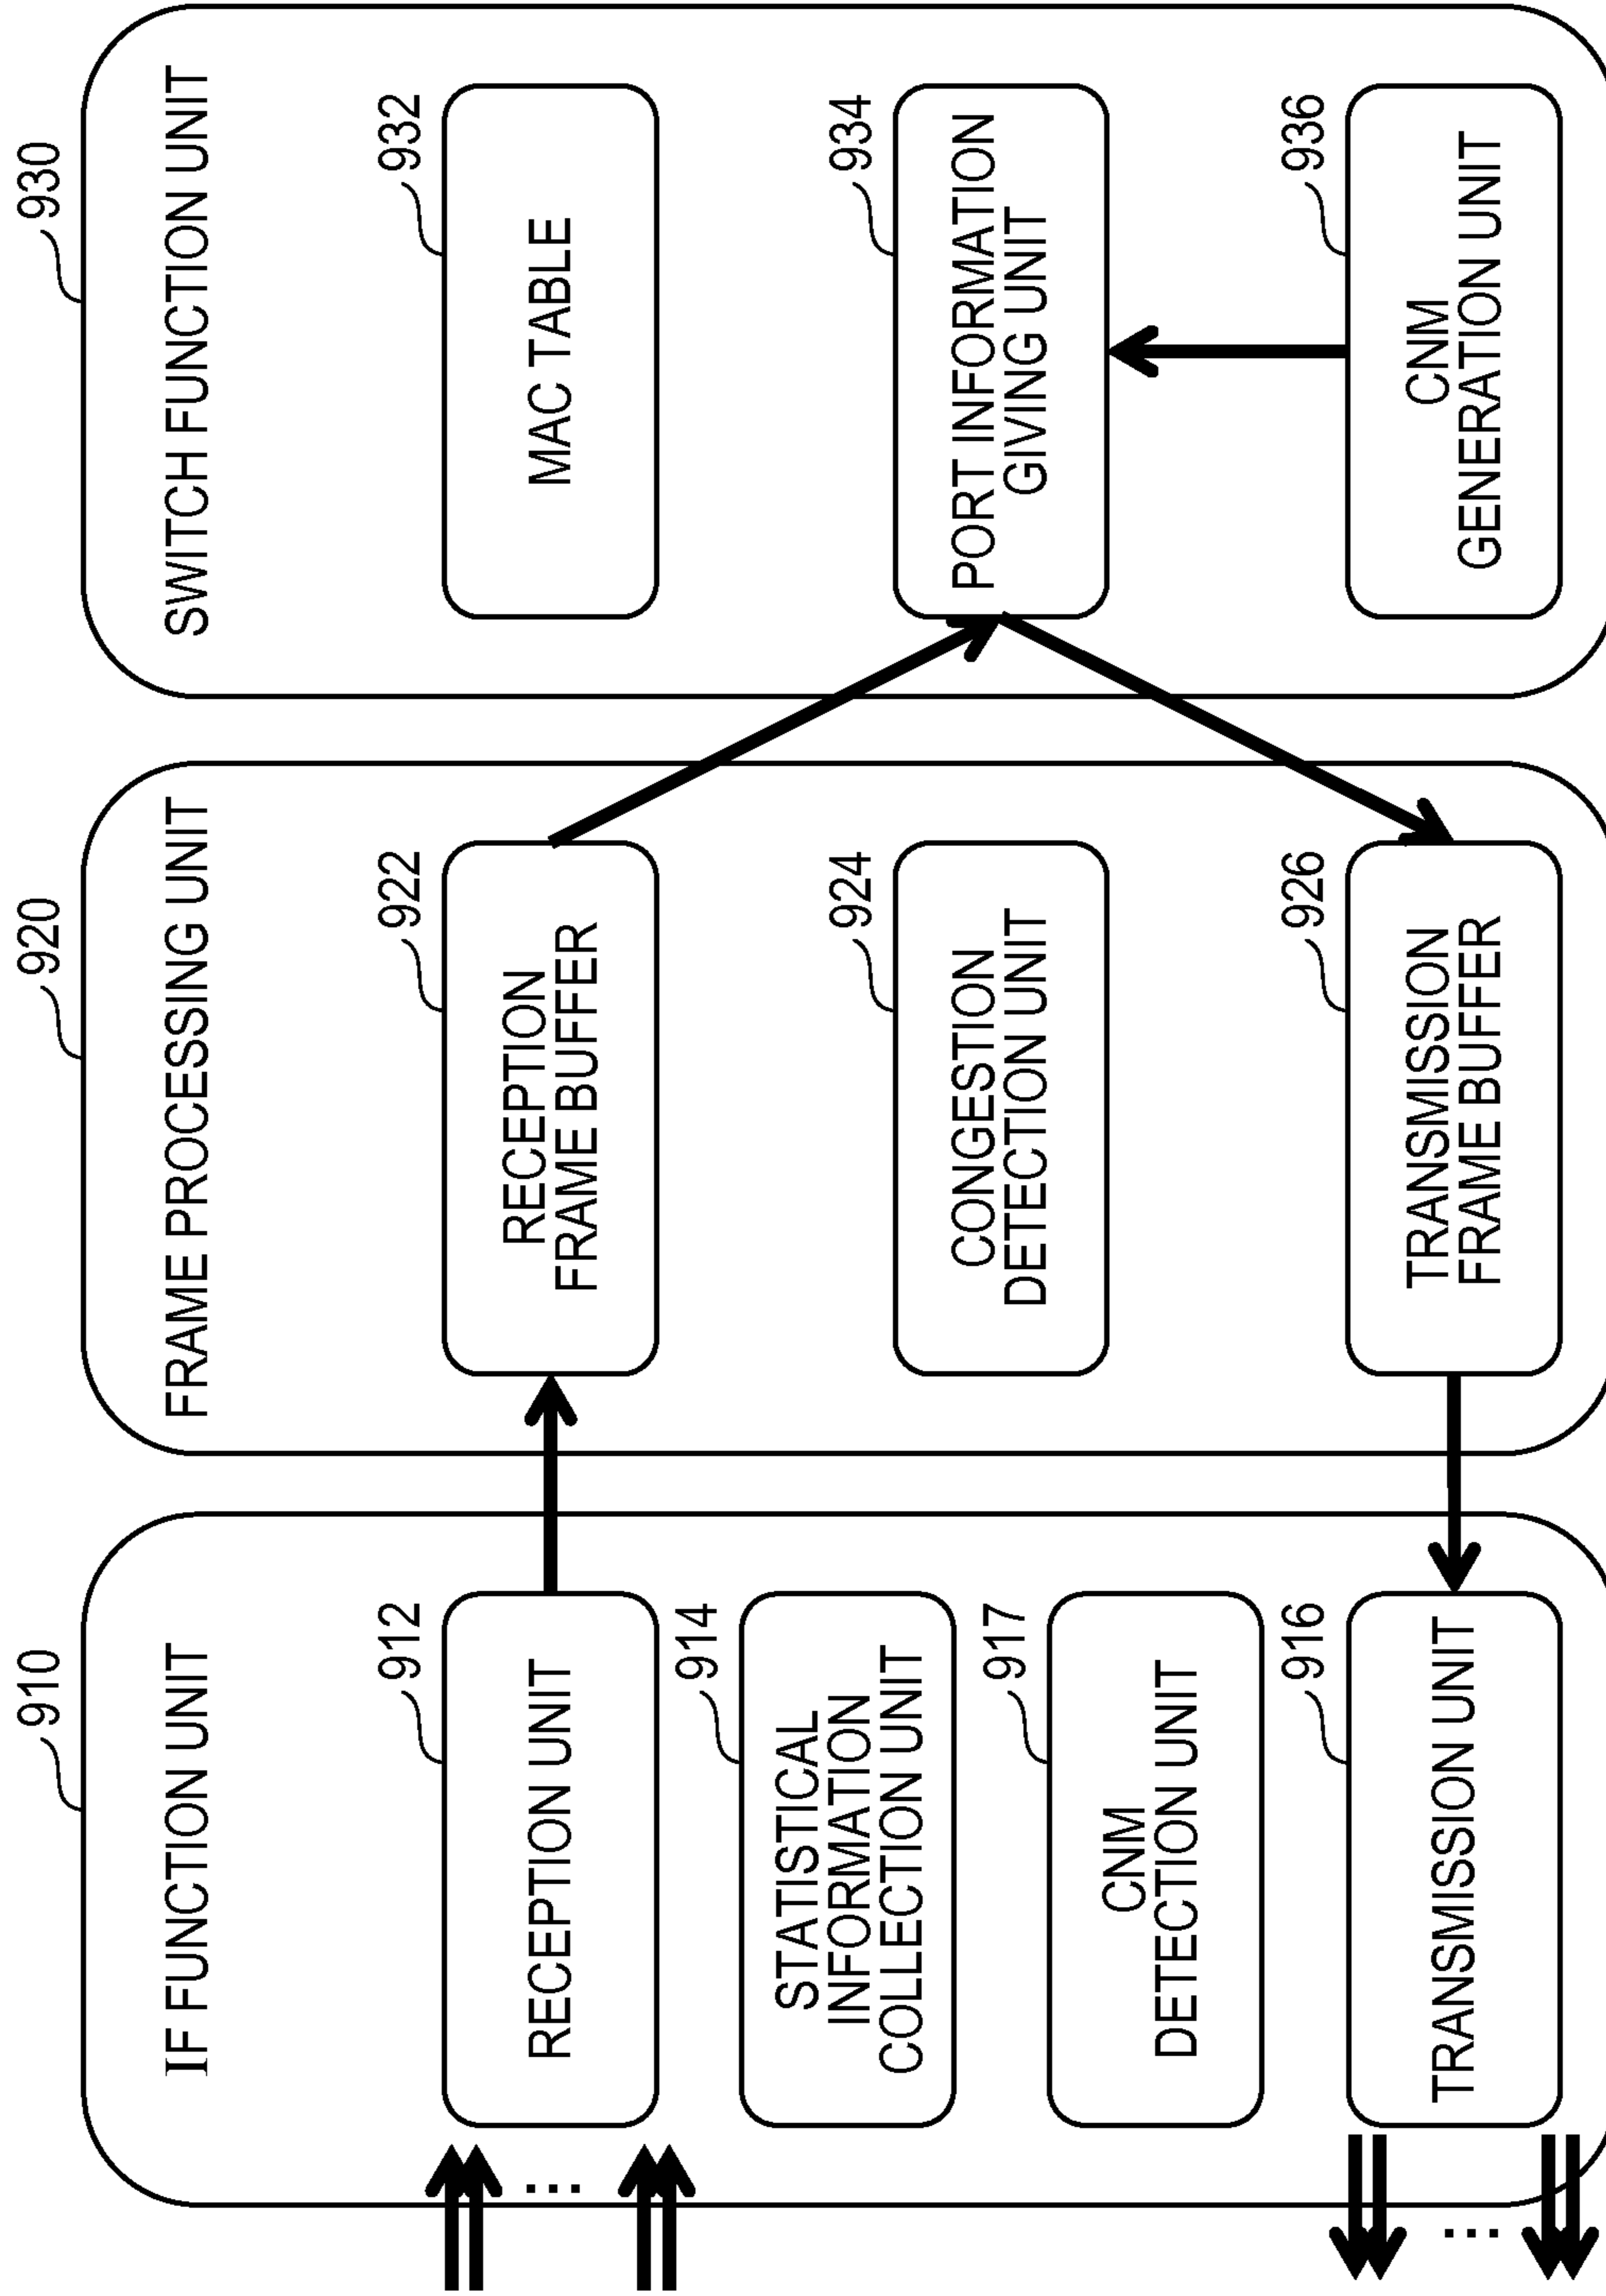 910
IF FUNCTION UNIT
912
RECEPTION UNIT
914
STATISTICAL
INFORMATION
COLLECTION UNIT
917
CNM
DETECTION UNIT
916
TRANSMISSION UNIT
920
FRAME PROCESSING UNIT
922
RECEPTION
FRAME BUFFER
924
CONGESTION
DETECTION UNIT
926
TRANSMISSION
FRAME BUFFER
930
SWITCH FUNCTION UNIT
932
MAC TABLE
934
PORT INFORMATION
GIVING UNIT
936
CNM
GENERATION UNIT